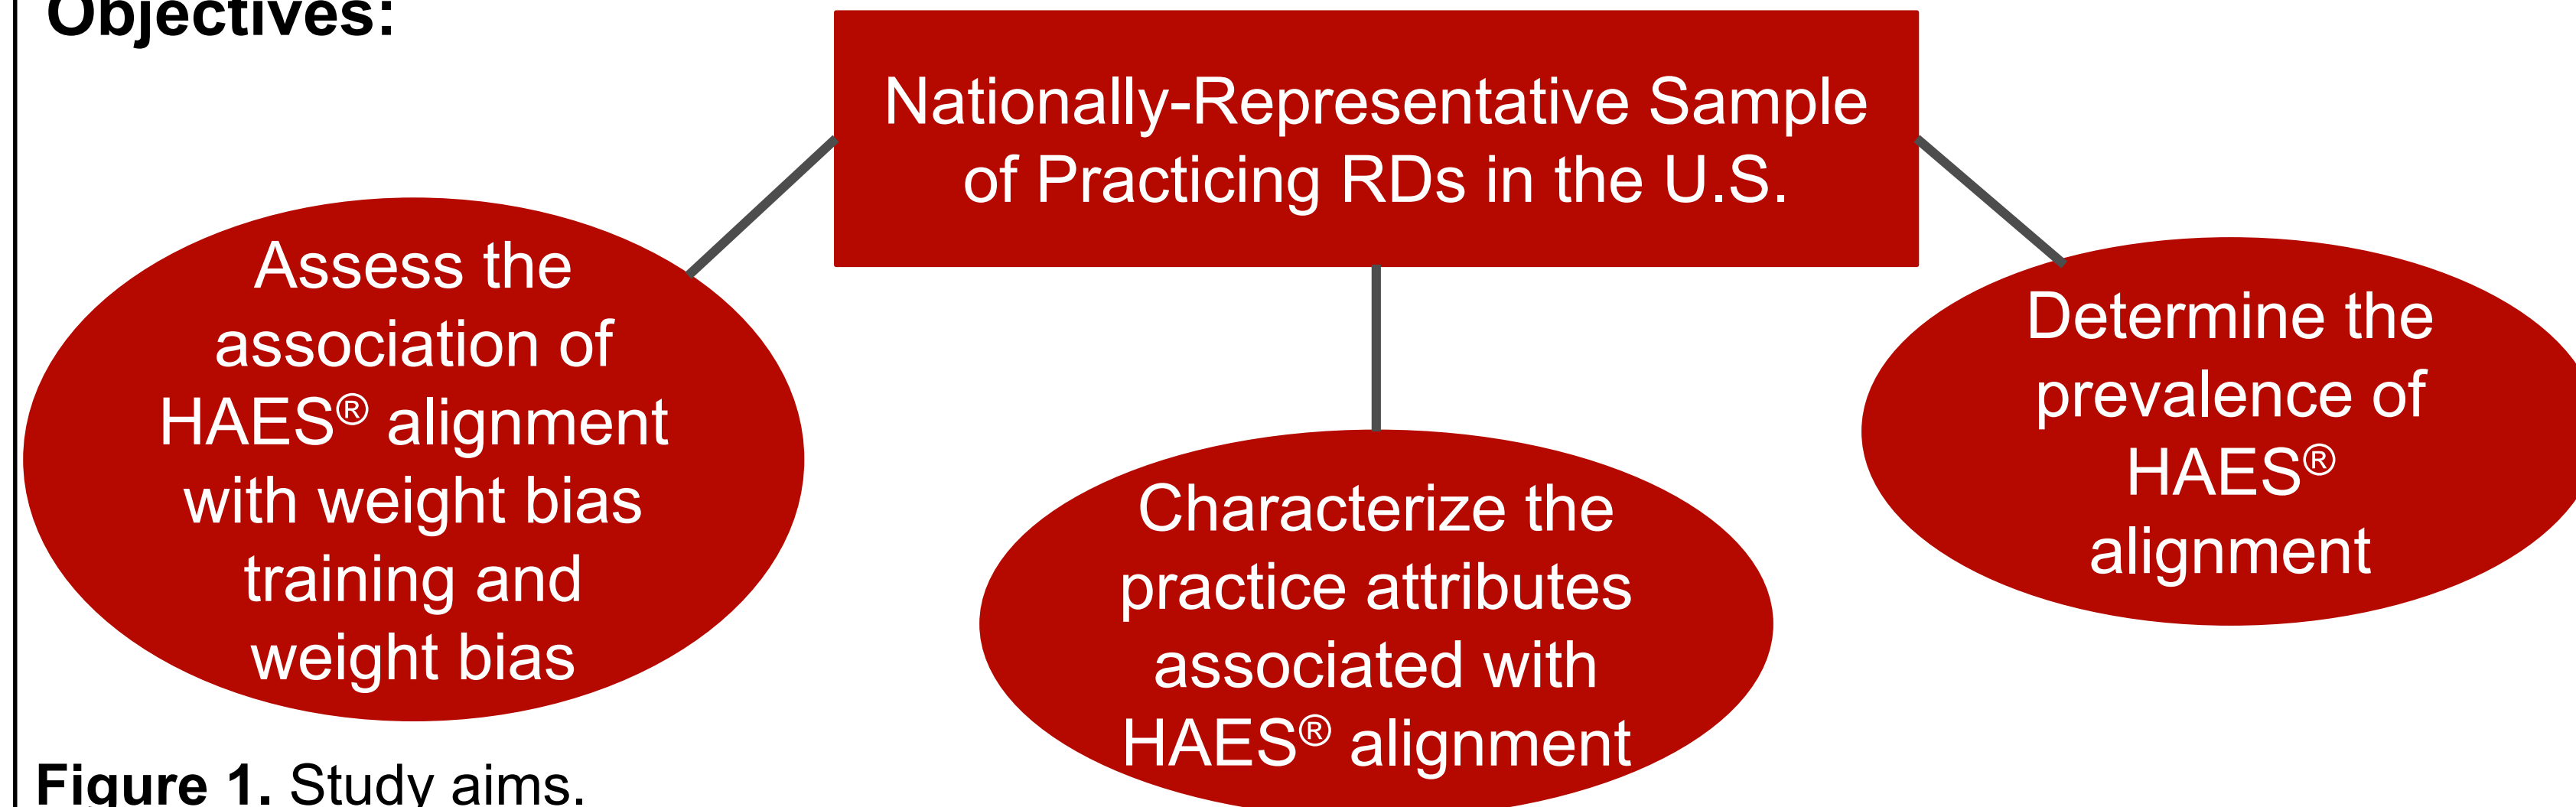 Objectives:
Nationally-Representative Sample
of Practicing RDs in the U.S.
Assess the
association of
HAES® alignment
with weight bias
training and
weight bias
Characterize the
practice attributes
associated with
HAES® alignment
Determine the
prevalence of
HAES®
alignment
Figure 1. Study aims.